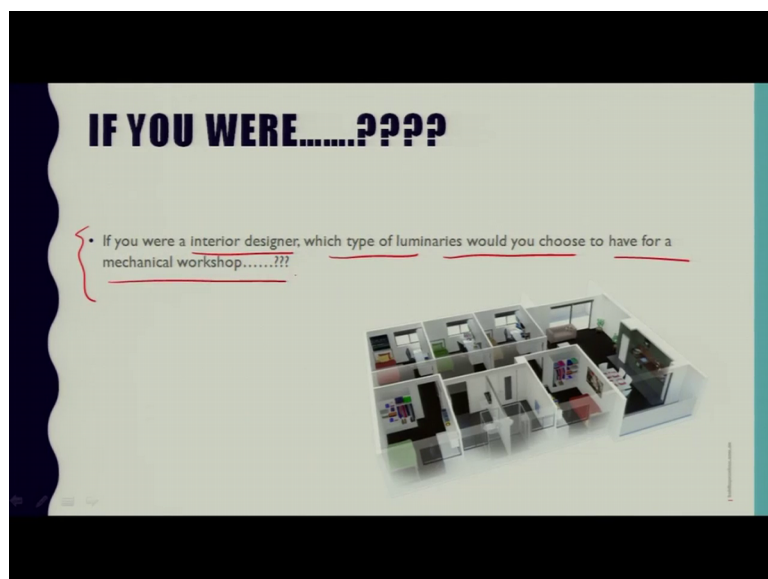 IF YOU WERE.......????
• If you were a interior designer, which type of luminaries would you choose to have for a
mechanical workshop......???